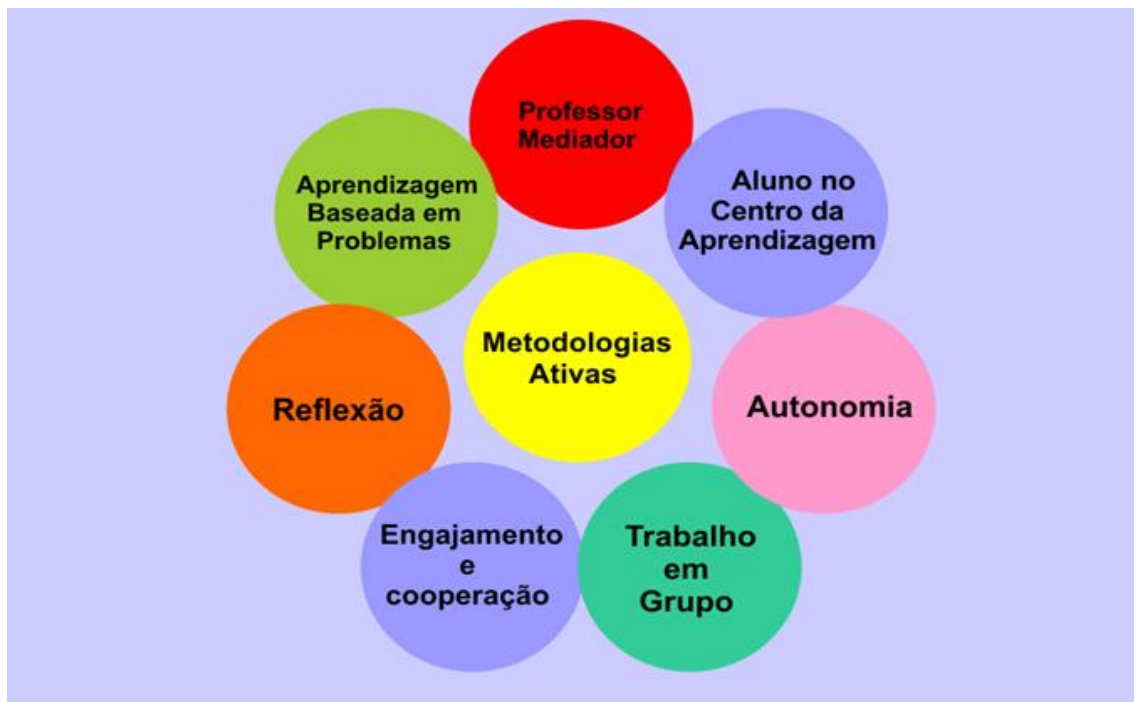 Professor
Mediador
Aprendizagem
Baseada em
Problemas
Aluno no
Centro da
Aprendizagem
Metodologias
Ativas
Reflexão
Autonomia
Engajamento
e
cooperação
Trabalho
em
Grupo